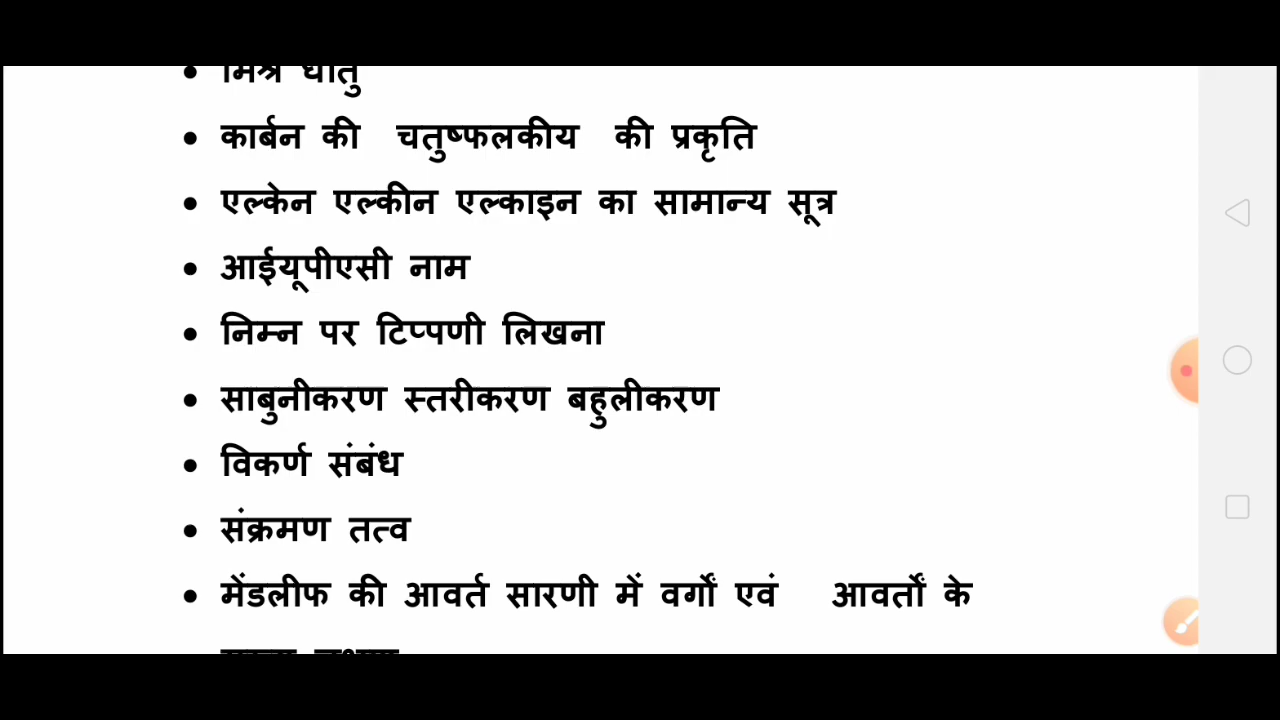 • मिश्र धातु
• कार्बन की चतुष्फलकीय की प्रकृति
• एल्केन एल्कीन एल्काइन का सामान्य सूत्र
• आईयूपीएसी नाम
• निम्न पर टिप्पणी लिखना
• साबुनीकरण स्तरीकरण बहुलीकरण
• विकर्ण संबंध
• संक्रमण तत्व
• मेंडलीफ की आवर्त सारणी में वर्गों एवं आवर्तों के